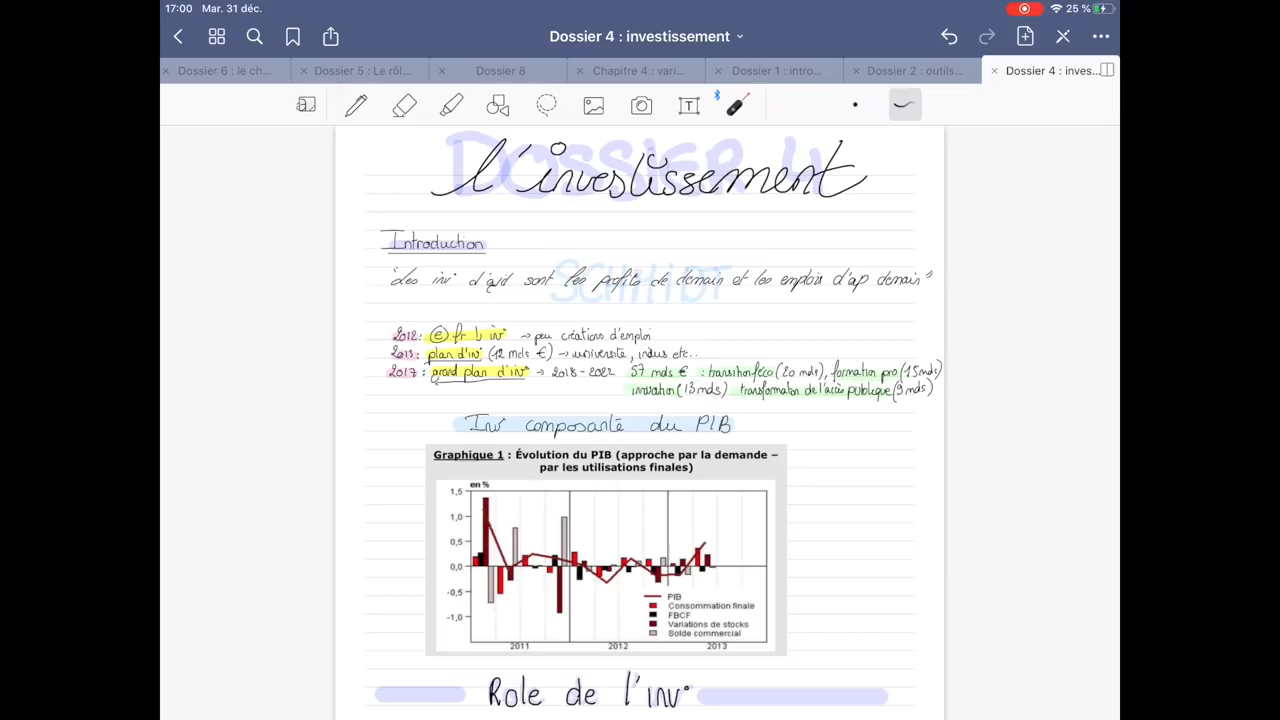 17:00 Mar. 31 déc.
25 %
Dossier 4 : investissement
Dossier 6 : le ch...
Dossier 5 : Le rôl...
Dossier 8
Chapitre 4 : vari...
Dossier 1 : intro...
Dossier 2 : outils...
Dossier 4 : inves...
DOSSIER 4
l'investissement
Introduction
SCHMIDT
"Les inv° d'ajd sont les profits de demain et les emplois d'ap demain"
2012: € fr l inv° → peu créations d'emploi
2013: plan d'inv° (12 mds €) → université, indus etc..
2017: grand plan d'inv° → 2018-2022 57 mds € : transition éco (20 mds), formation pro (15 mds)
innovation (13 mds) transformation de l'accès publique (9 mds)
Inv° composante du PIB
Graphique 1 : Évolution du PIB (approche par la demande –
par les utilisations finales)
en %
1,5
1,0
0,5
0,0
-0,5
-1,0
PIB
Consommation finale
FBCF
Variations de stocks
Solde commercial
2011 2012 2013
Role de l'inv°